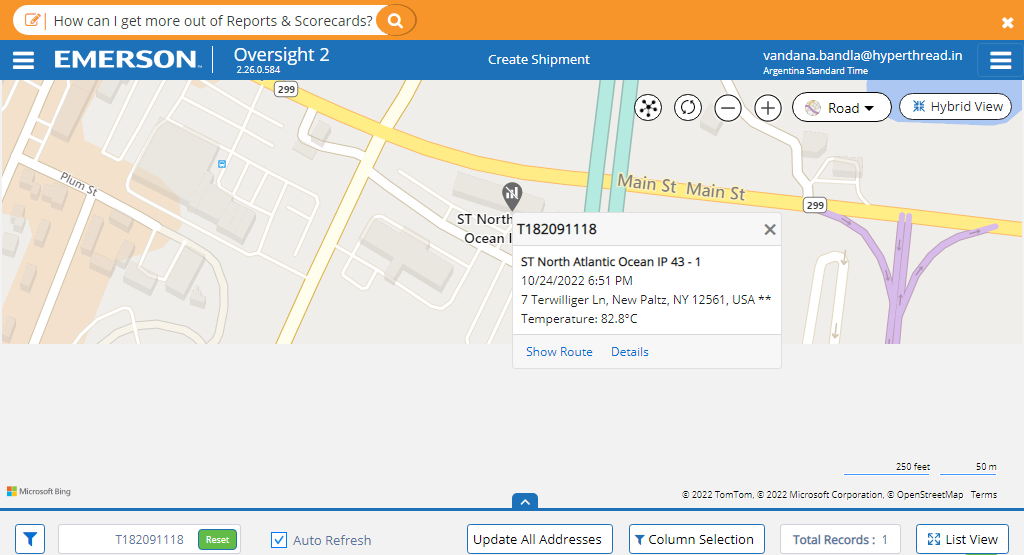 How can I get more out of Reports & Scorecards?
EMERSON
Oversight 2
2.26.0.584
Create Shipment
vandana.bandla@hyperthread.in
Argentina Standard Time
299
Road
Hybrid View
Plum St
Main St Main St
299
ST North
Ocean I
T182091118
ST North Atlantic Ocean IP 43 - 1
10/24/2022 6:51 PM
7 Terwilliger Ln, New Paltz, NY 12561, USA **
Temperature: 82.8°C
Show Route Details
250 feet 50 m
Microsoft Bing
© 2022 TomTom, © 2022 Microsoft Corporation, © OpenStreetMap Terms
T182091118 Reset
Auto Refresh
Update All Addresses
Column Selection
Total Records : 1
List View